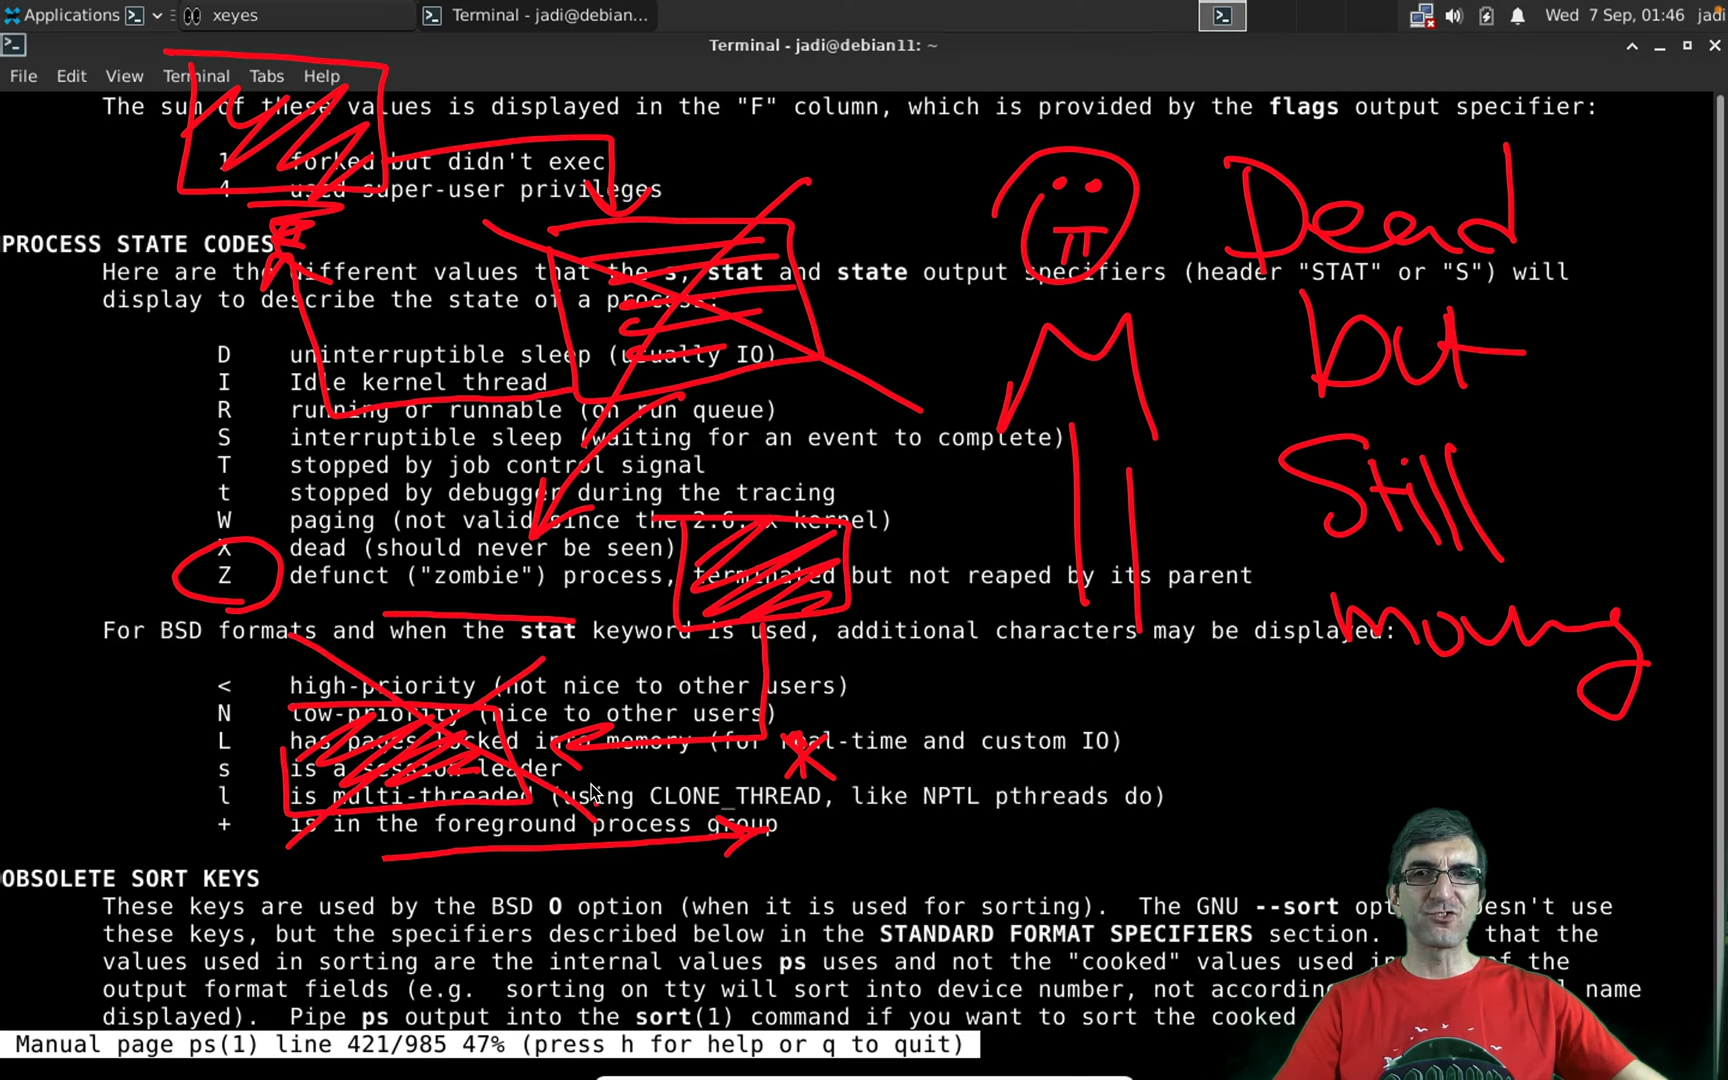 Applications
xeyes
Terminal - jadi@debian...
Wed 7 Sep, 01:46 jadi
Terminal - jadi@debian11: ~
File Edit View Terminal Tabs Help
The sum of these values is displayed in the "F" column, which is provided by the flags output specifier:
1 forked but didn't exec
4 used super-user privileges
PROCESS STATE CODES
Here are the different values that the s, stat and state output specifiers (header "STAT" or "S") will
display to describe the state of a process:
D uninterruptible sleep (usually IO)
I Idle kernel thread
R running or runnable (on run queue)
S interruptible sleep (waiting for an event to complete)
T stopped by job control signal
t stopped by debugger during the tracing
W paging (not valid since the 2.6.xx kernel)
X dead (should never be seen)
Z defunct ("zombie") process, terminated but not reaped by its parent
For BSD formats and when the stat keyword is used, additional characters may be displayed:
< high-priority (not nice to other users)
N low-priority (nice to other users)
L has pages locked into memory (for real-time and custom IO)
s is a session leader
l is multi-threaded (using CLONE_THREAD, like NPTL pthreads do)
+ is in the foreground process group
OBSOLETE SORT KEYS
These keys are used by the BSD O option (when it is used for sorting). The GNU --sort opt doesn't use
these keys, but the specifiers described below in the STANDARD FORMAT SPECIFIERS section. that the
values used in sorting are the internal values ps uses and not the "cooked" values used in of the
output format fields (e.g. sorting on tty will sort into device number, not accordin name
displayed). Pipe ps output into the sort(1) command if you want to sort the cooked
Manual page ps(1) line 421/985 47% (press h for help or q to quit)
Dead
but
Still
moving